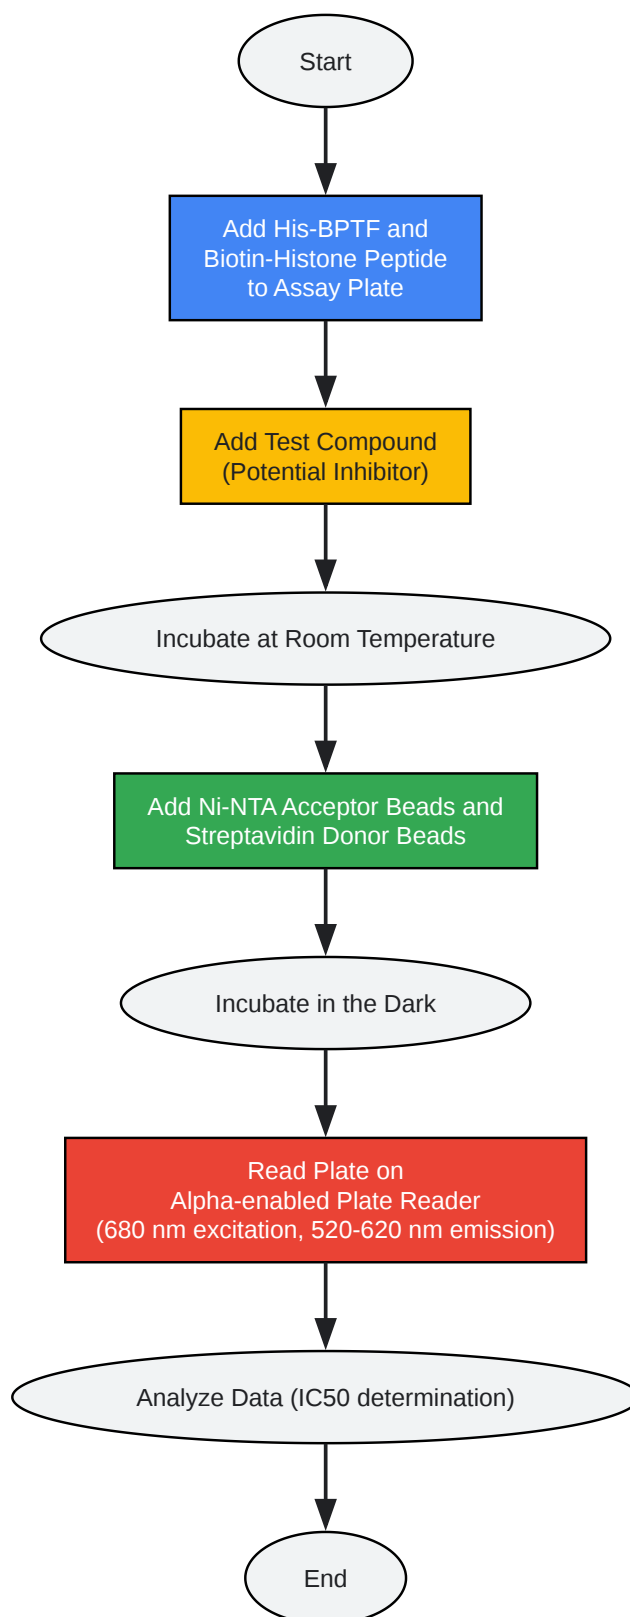 Start
Add His-BPTF and
Biotin-Histone Peptide
to Assay Plate
Add Test Compound
(Potential Inhibitor)
Incubate at Room Temperature
Add Ni-NTA Acceptor Beads and
Streptavidin Donor Beads
Incubate in the Dark
Read Plate on
Alpha-enabled Plate Reader
(680 nm excitation, 520-620 nm emission)
Analyze Data (IC50 determination)
End